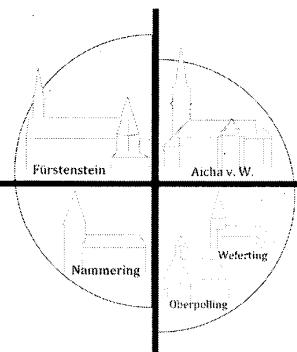 Fürstenstein
Aicha v. W.
Nammering
Weferting
Oberpolling